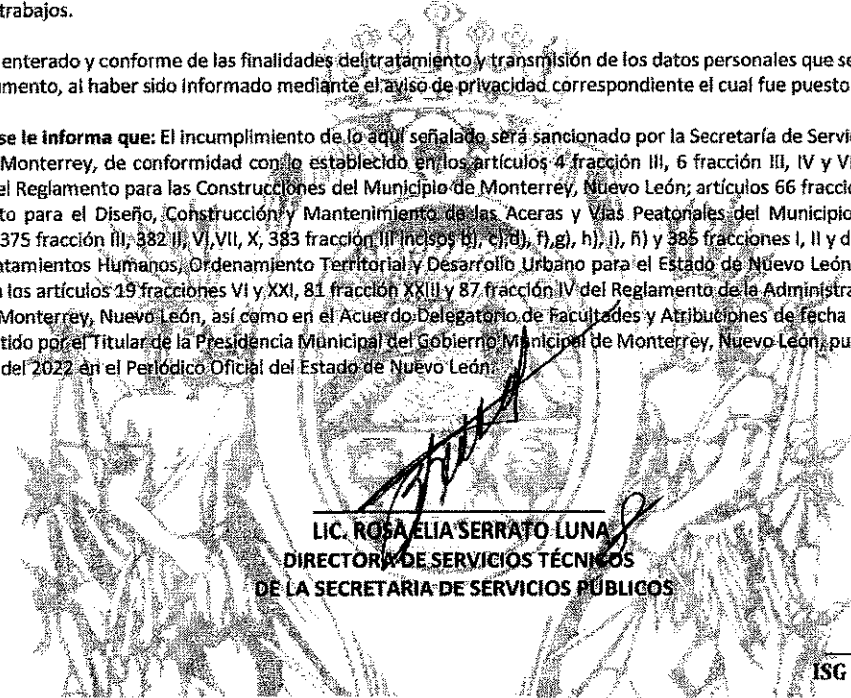 trabajos.
enterado y conforme de las finalidades del tratamiento y transmisión de los datos personales que se
umento, al haber sido informado mediante el aviso de privacidad correspondiente el cual fue puesto
se le informa que: El incumplimiento de lo aquí señalado será sancionado por la Secretaría de Servic
Monterrey, de conformidad con lo establecido en los artículos 4 fracción III, 6 fracción III, IV y VI
el Reglamento para las Construcciones del Municipio de Monterrey, Nuevo León; artículos 66 fracció
to para el Diseño, Construcción y Mantenimiento de las Aceras y Vías Peatonales del Municipio
375 fracción III, 382 II, VI,VII, X, 383 fracción III incisos b), c),d), f),g), h), i), ñ) y 385 fracciones I, II y d
ntamientos Humanos, Ordenamiento Territorial y Desarrollo Urbano para el Estado de Nuevo León
los artículos 19 fracciones VI y XXI, 81 fracción XXIII y 87 fracción IV del Reglamento de la Administra
Monterrey, Nuevo León, así como en el Acuerdo Delegatorio de Facultades y Atribuciones de fecha
tido por el Titular de la Presidencia Municipal del Gobierno Municipal de Monterrey, Nuevo León, pu
del 2022 en el Periódico Oficial del Estado de Nuevo León.
LIC. ROSA ELIA SERRATO LUNA
DIRECTORA DE SERVICIOS TÉCNICOS
DE LA SECRETARIA DE SERVICIOS PÚBLICOS
ISG